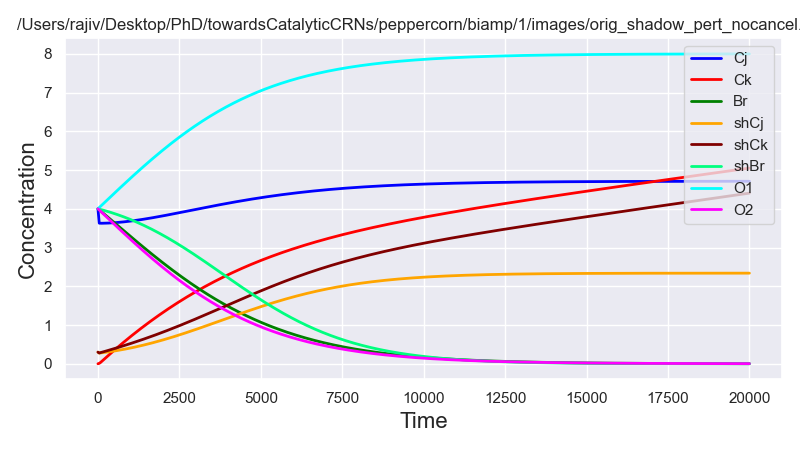 /Users/rajiv/Desktop/PhD/towardsCatalyticCRNs/peppercorn/biamp/1/images/orig_shadow_pert_nocancel.
8
7
6
5
4
3
2
1
0
Concentration
Cj
Ck
Br
shCj
shCk
shBr
O1
O2
0 2500 5000 7500 10000 12500 15000 17500 20000
Time